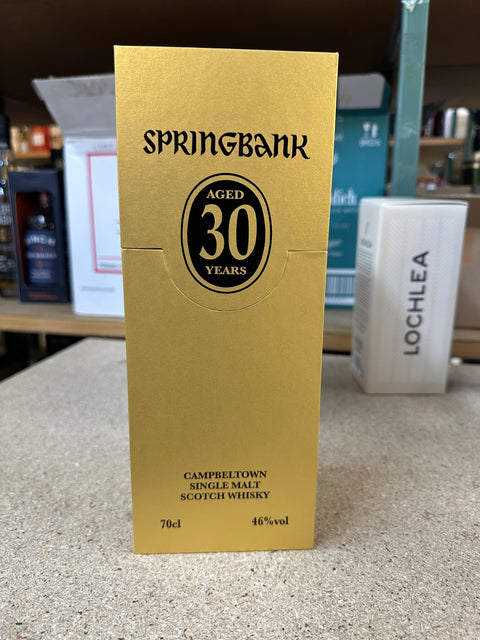 SPRINGBANK
AGED
30
YEARS
CAMPBELTOWN
SINGLE MALT
SCOTCH WHISKY
70cl
46%vol
LOCHLEA